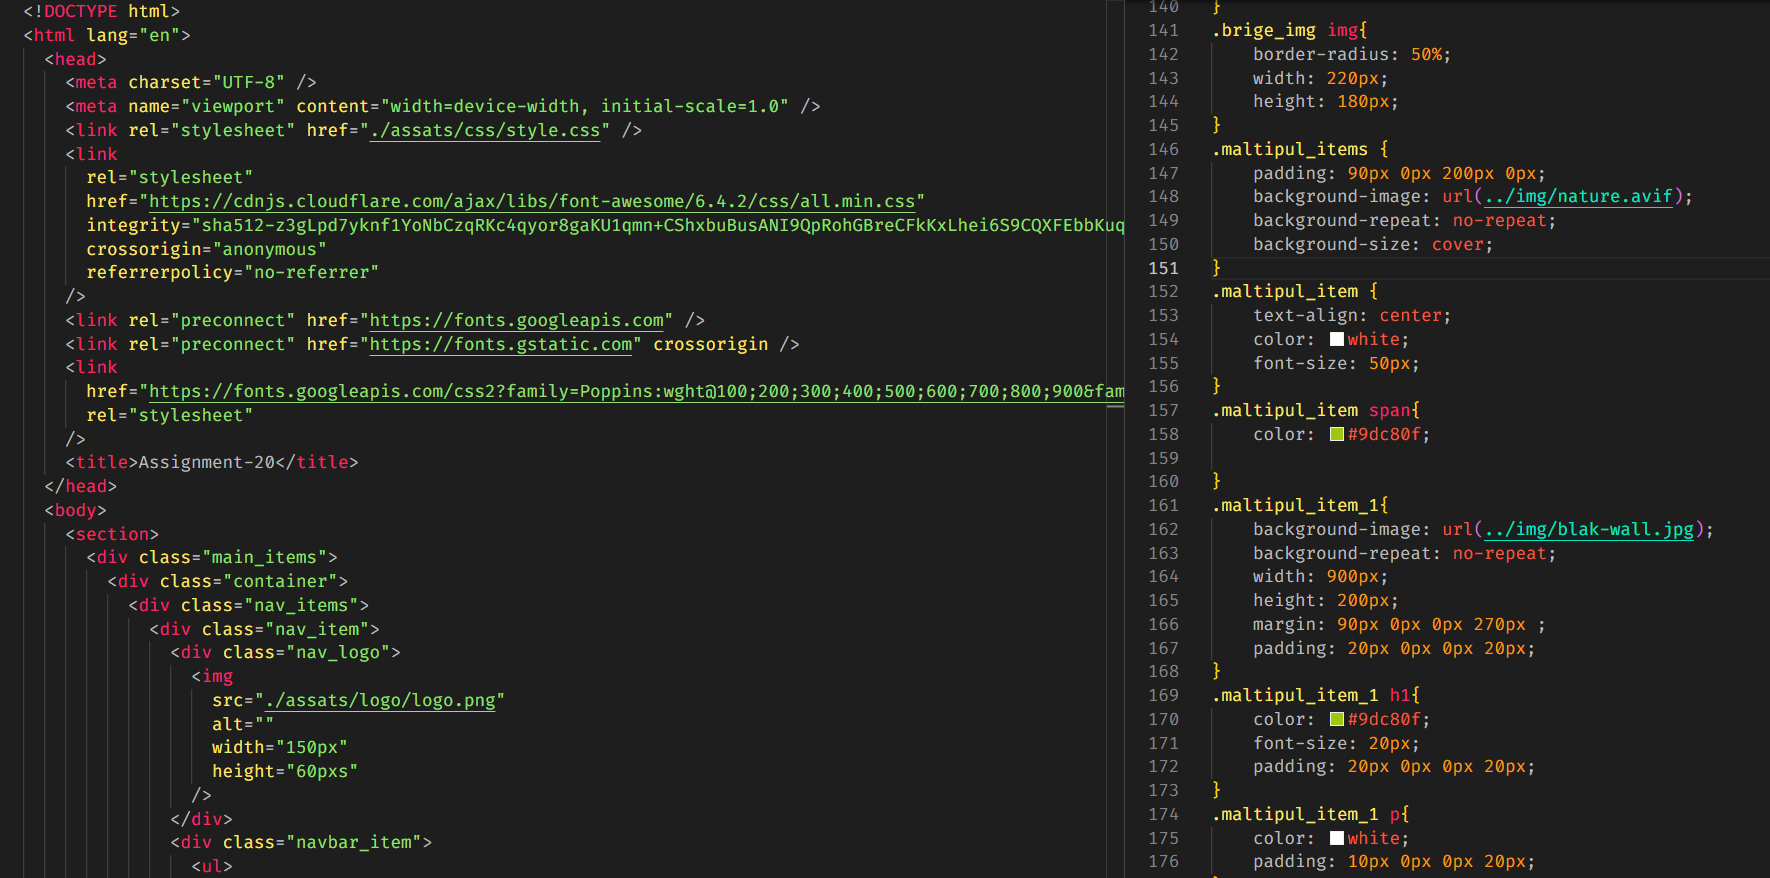 <!DOCTYPE html>
<html lang="en">
<head>
<meta charset="UTF-8" />
<meta name="viewport" content="width=device-width, initial-scale=1.0" />
<link rel="stylesheet" href="./assats/css/style.css" />
<link
rel="stylesheet"
href="https://cdnjs.cloudflare.com/ajax/libs/font-awesome/6.4.2/css/all.min.css"
integrity="sha512-z3gLpd7yknf1YoNbCzqRKc4qyor8gaKU1qmn+CShxbuBusANI9QpRohGBreCFkKxLhei6S9CQXFEbbKuq
crossorigin="anonymous"
referrerpolicy="no-referrer"
/>
<link rel="preconnect" href="https://fonts.googleapis.com" />
<link rel="preconnect" href="https://fonts.gstatic.com" crossorigin />
<link
href="https://fonts.googleapis.com/css2?family=Poppins:wght@100;200;300;400;500;600;700;800;900&fam
rel="stylesheet"
/>
<title>Assignment-20</title>
</head>
<body>
<section>
<div class="main_items">
<div class="container">
<div class="nav_items">
<div class="nav_item">
<div class="nav_logo">
<img
src="./assats/logo/logo.png"
alt=""
width="150px"
height="60pxs"
/>
</div>
<div class="navbar_item">
<ul>
140 }
141 .brige_img img{
142 border-radius: 50%;
143 width: 220px;
144 height: 180px;
145 }
146 .maltipul_items {
147 padding: 90px 0px 200px 0px;
148 background-image: url(../img/nature.avif);
149 background-repeat: no-repeat;
150 background-size: cover;
151 }
152 .maltipul_item {
153 text-align: center;
154 color: white;
155 font-size: 50px;
156 }
157 .maltipul_item span{
158 color: #9dc80f;
159
160 }
161 .maltipul_item_1{
162 background-image: url(../img/blak-wall.jpg);
163 background-repeat: no-repeat;
164 width: 900px;
165 height: 200px;
166 margin: 90px 0px 0px 270px ;
167 padding: 20px 0px 0px 20px;
168 }
169 .maltipul_item_1 h1{
170 color: #9dc80f;
171 font-size: 20px;
172 padding: 20px 0px 0px 20px;
173 }
174 .maltipul_item_1 p{
175 color: white;
176 padding: 10px 0px 0px 20px;